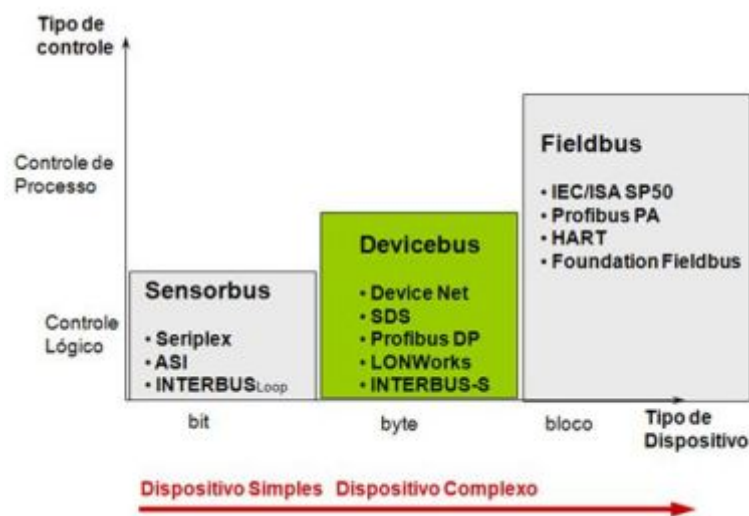 Tipo de
controle
Controle de
Processo
Controle
Lógico
Sensorbus
• Seriplex
• ASI
• INTERBUS Loop
Devicebus
• Device Net
• SDS
• Profibus DP
• LONWorks
• INTERBUS-S
Fieldbus
• IEC/ISA SP50
• Profibus PA
• HART
• Foundation Fieldbus
bit
byte
bloco
Tipo de
Dispositivo
Dispositivo Simples
Dispositivo Complexo